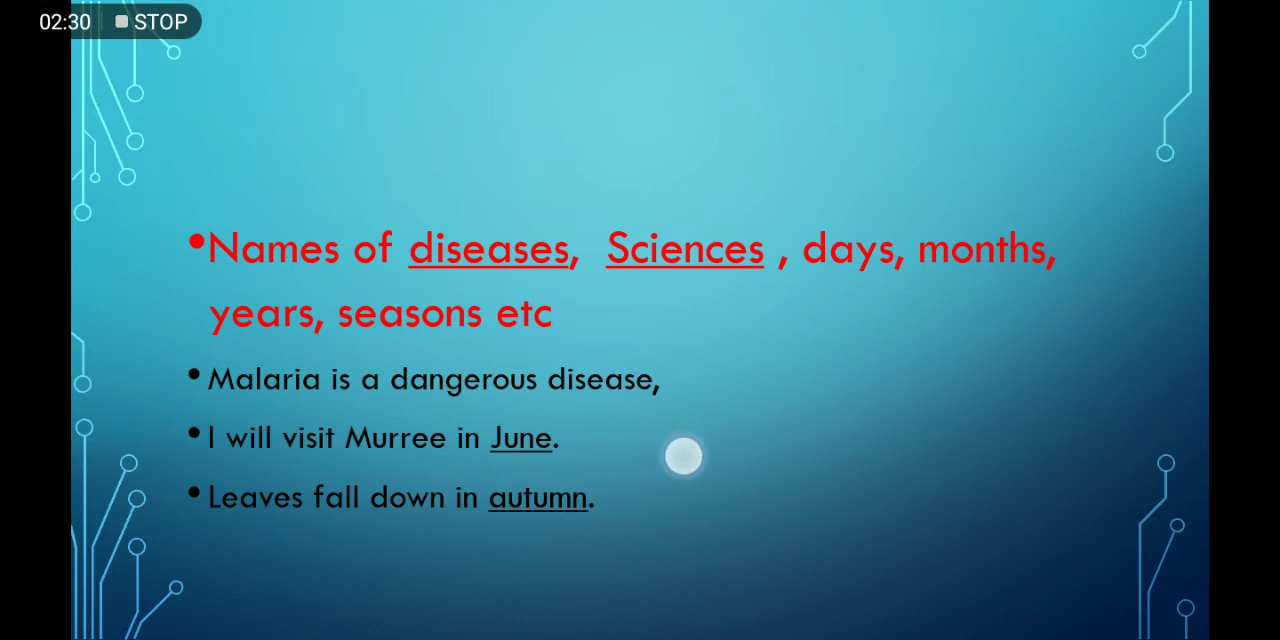 02:30 STOP
•Names of diseases, Sciences , days, months,
years, seasons etc
• Malaria is a dangerous disease,
• I will visit Murree in June.
• Leaves fall down in autumn.